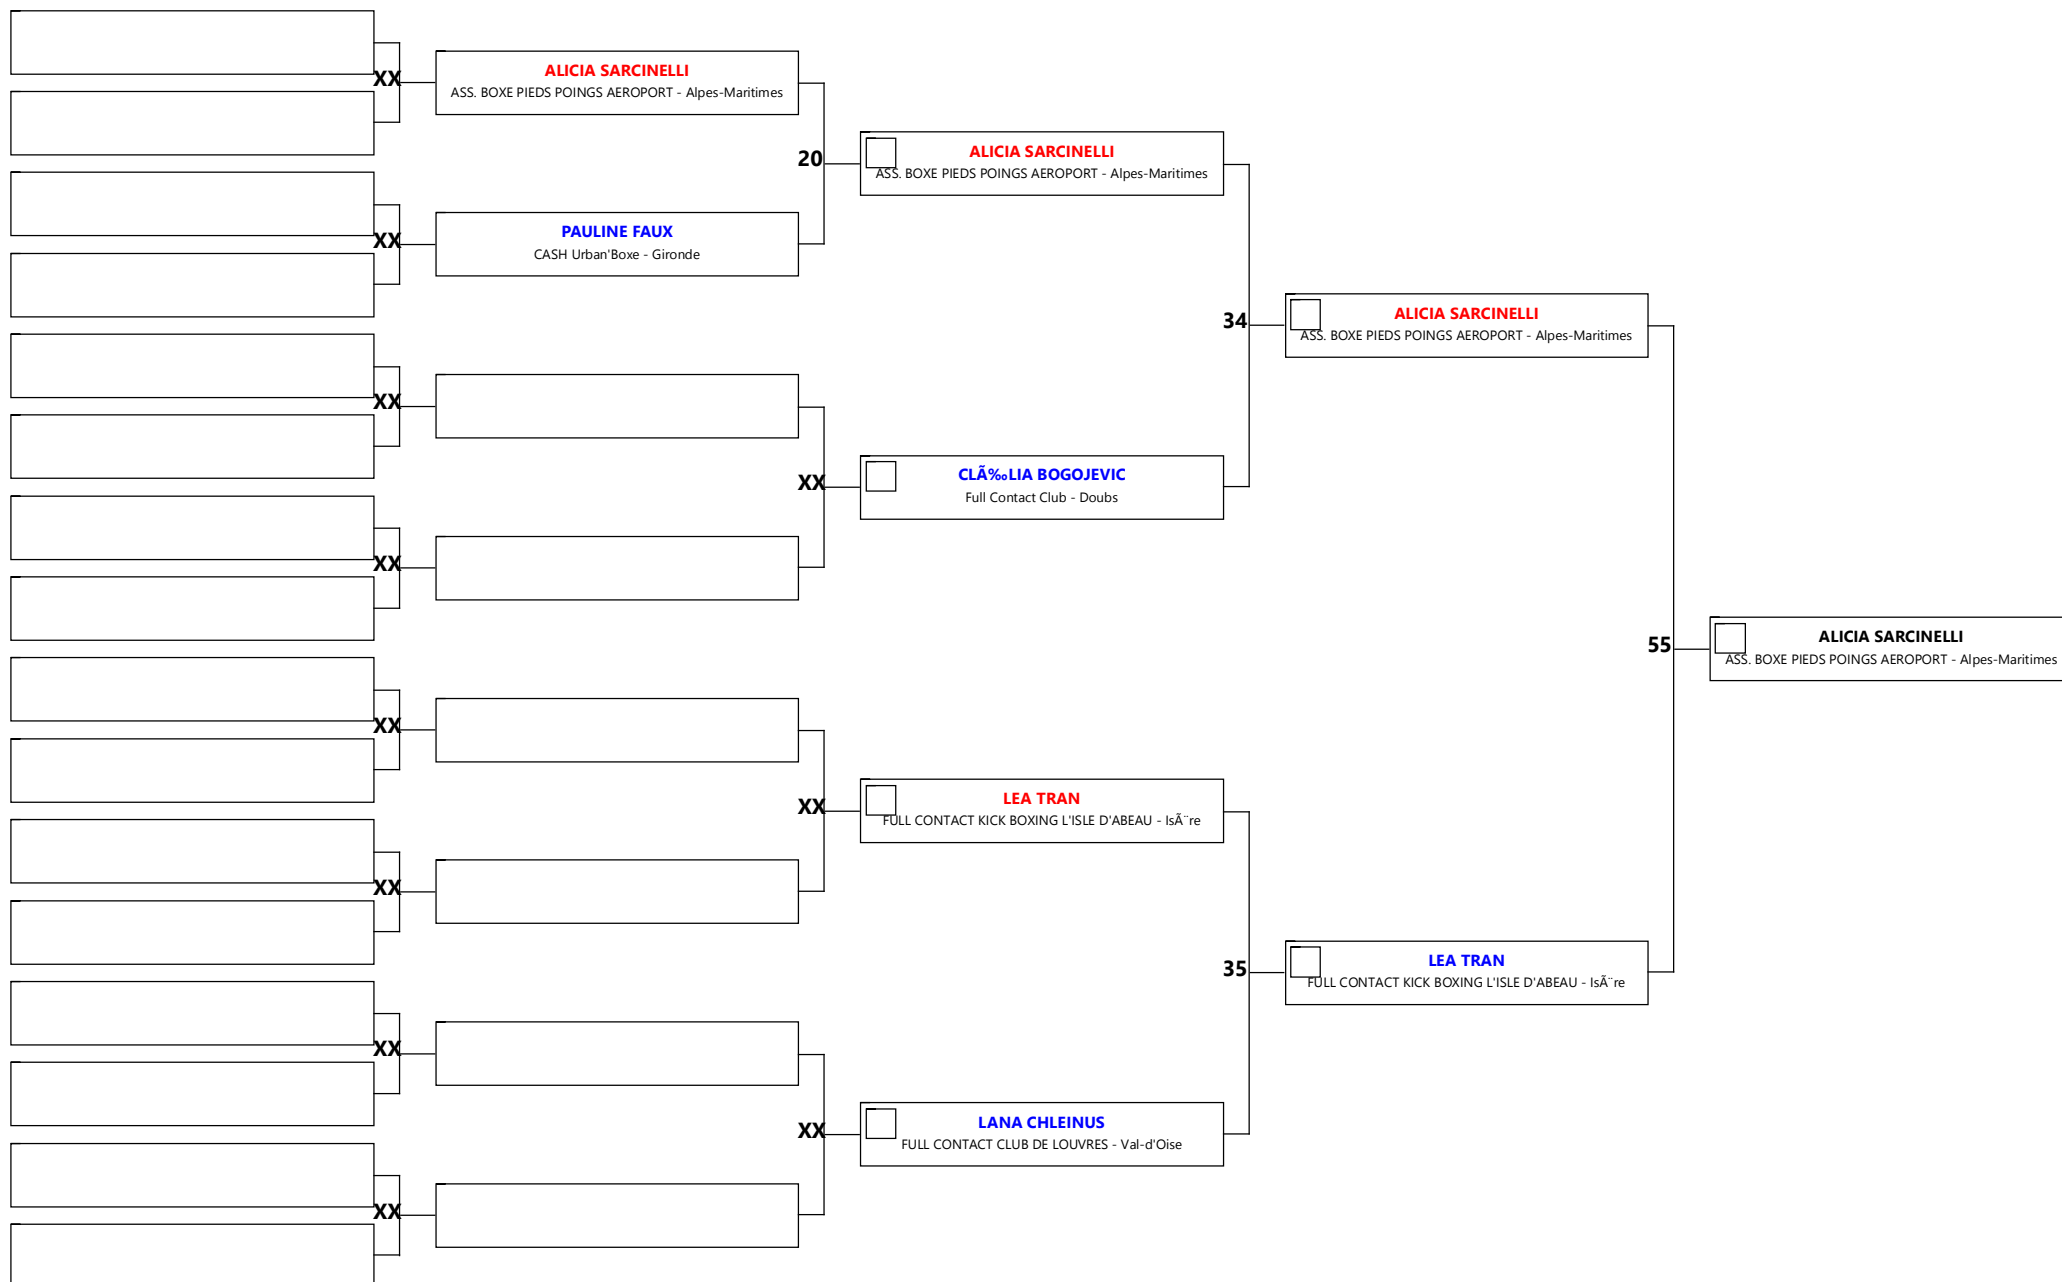 XX
ALICIA SARCINELLI
ASS. BOXE PIEDS POINGS AEROPORT - Alpes-Maritimes
20
ALICIA SARCINELLI
ASS. BOXE PIEDS POINGS AEROPORT - Alpes-Maritimes
XX
PAULINE FAUX
CASH Urban'Boxe - Gironde
34
ALICIA SARCINELLI
ASS. BOXE PIEDS POINGS AEROPORT - Alpes-Maritimes
XX
XX
CLÃ‰LIA BOGOJEVIC
Full Contact Club - Doubs
XX
55
ALICIA SARCINELLI
ASS. BOXE PIEDS POINGS AEROPORT - Alpes-Maritimes
XX
XX
LEA TRAN
FULL CONTACT KICK BOXING L'ISLE D'ABEAU - IsÃ¨re
XX
35
LEA TRAN
FULL CONTACT KICK BOXING L'ISLE D'ABEAU - IsÃ¨re
XX
XX
LANA CHLEINUS
FULL CONTACT CLUB DE LOUVRES - Val-d'Oise
XX